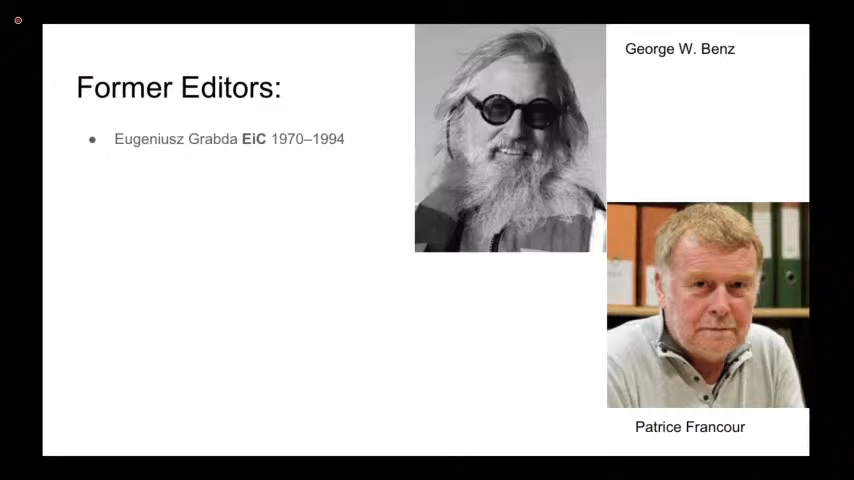 Former Editors:
● Eugeniusz Grabda EiC 1970–1994
George W. Benz
Patrice Francour